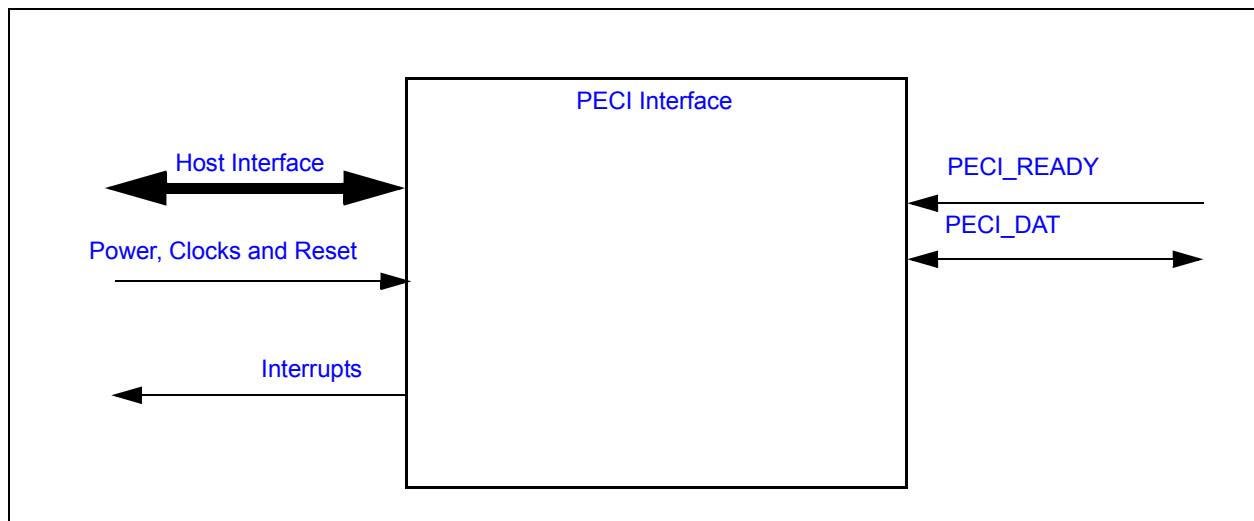 PECI Interface
Host Interface
PECI_READY
PECI_DAT
Power, Clocks and Reset
Interrupts